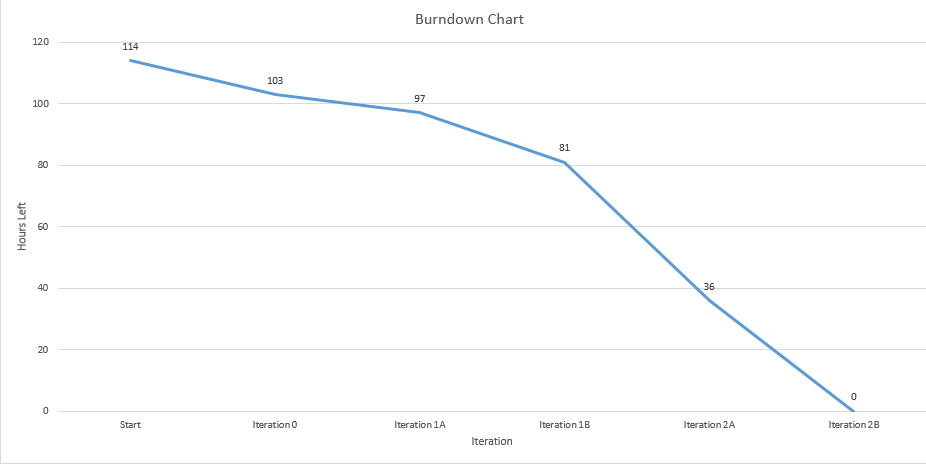 Burndown Chart
120
114
103
100
97
81
80
Hours Left
60
40
36
20
0
0
Start
Iteration 0
Iteration 1A
Iteration 1B
Iteration 2A
Iteration 2B
Iteration